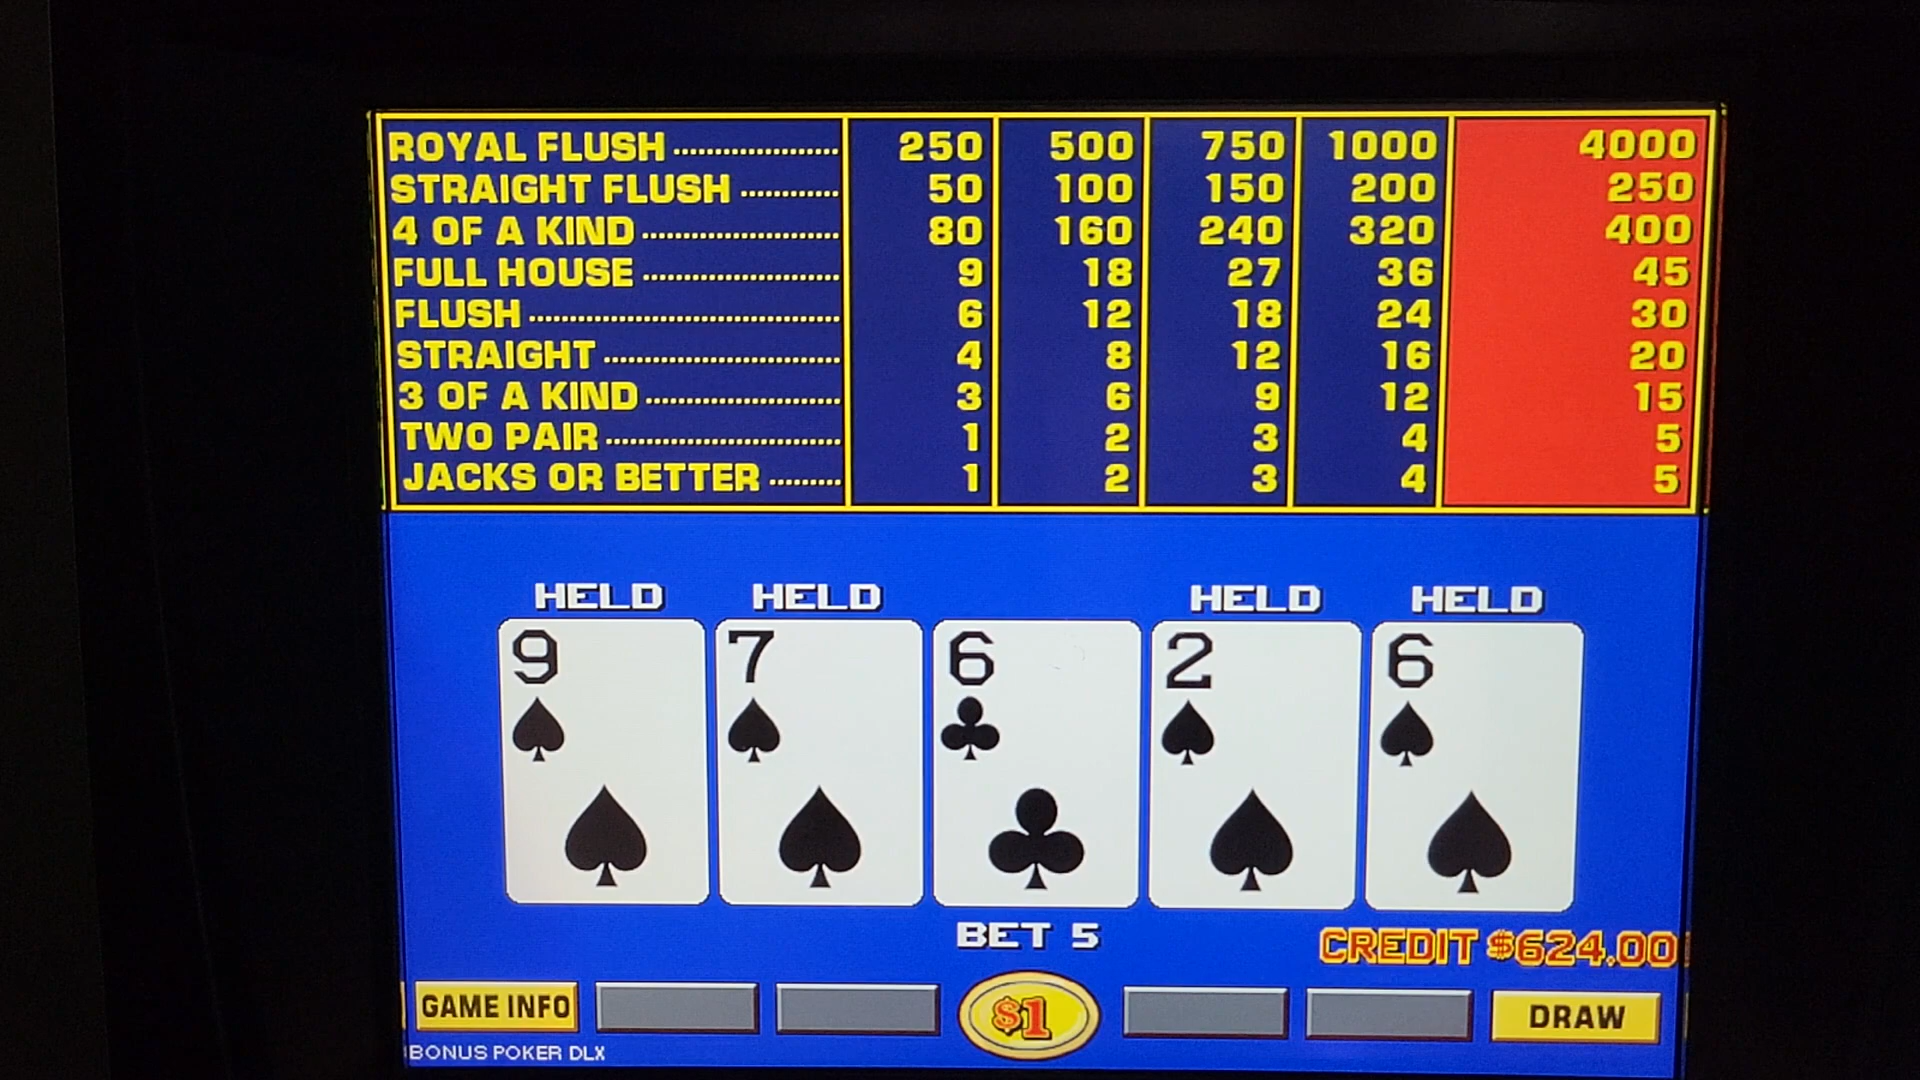 ROYAL FLUSH 250 500 750 1000 4000
STRAIGHT FLUSH 50 100 150 200 250
4 OF A KIND 80 160 240 320 400
FULL HOUSE 9 18 27 36 45
FLUSH 6 12 18 24 30
STRAIGHT 4 8 12 16 20
3 OF A KIND 3 6 9 12 15
TWO PAIR 1 2 3 4 5
JACKS OR BETTER 1 2 3 4 5
HELD HELD HELD HELD
9 7 6 2 6
BET 5
CREDIT $624.00
GAME INFO $1 DRAW
BONUS POKER DLX